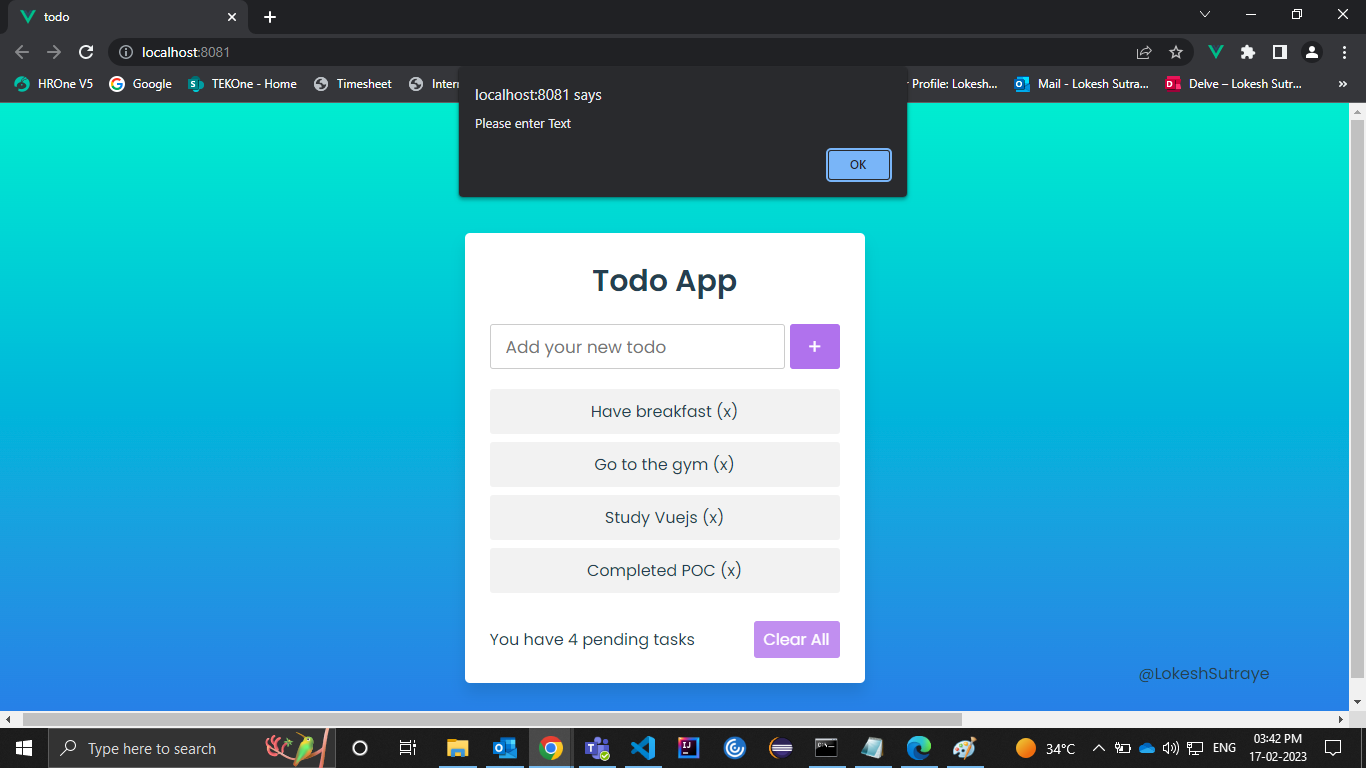 todo
localhost:8081
HROne V5
Google
TEKOne - Home
Timesheet
Profile: Lokesh...
Mail - Lokesh Sutra...
Delve – Lokesh Sutr...
»
localhost:8081 says
Please enter Text
OK
Todo App
Add your new todo
+
Have breakfast (x)
Go to the gym (x)
Study Vuejs (x)
Completed POC (x)
You have 4 pending tasks
Clear All
@LokeshSutraye
Type here to search
34°C
ENG
03:42 PM
17-02-2023